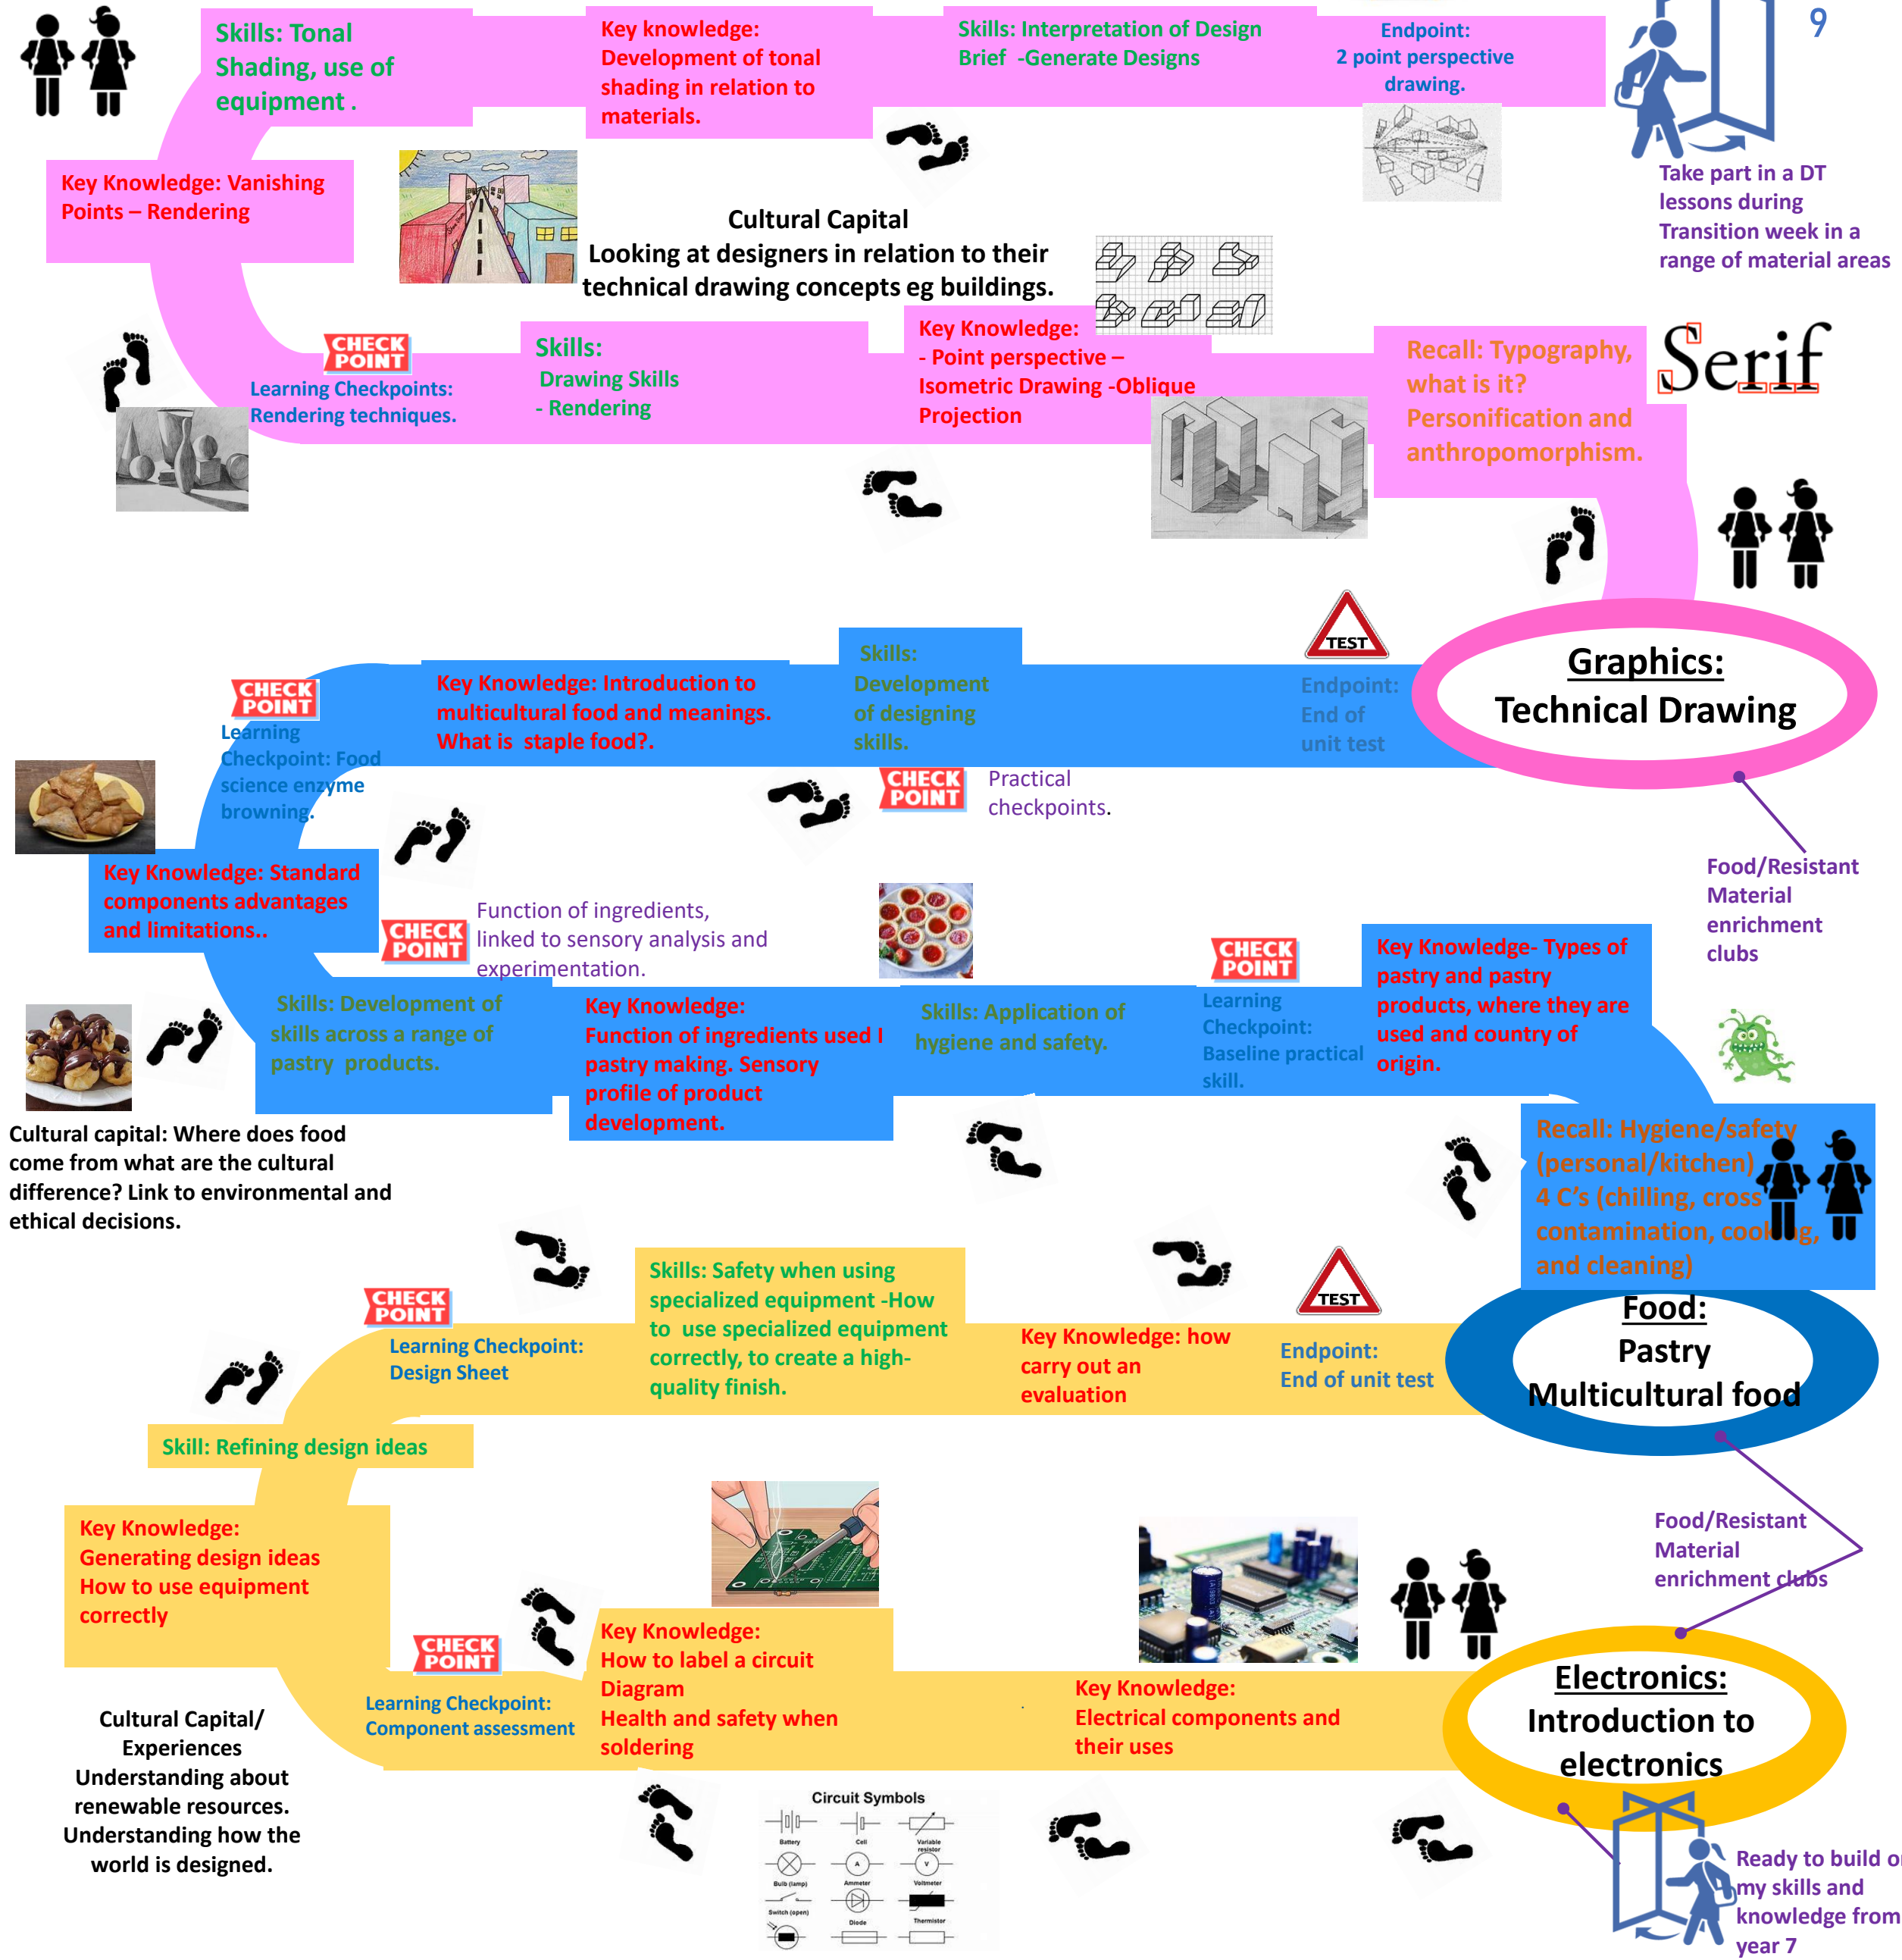 9
Skills: Tonal
Shading, use of
equipment .
Key knowledge:
Development of tonal
shading in relation to
materials.
Skills: Interpretation of Design
Brief -Generate Designs
Endpoint:
2 point perspective
drawing.
Take part in a DT
lessons during
Transition week in a
range of material areas
Key Knowledge: Vanishing
Points – Rendering
Cultural Capital
Looking at designers in relation to their
technical drawing concepts eg buildings.
CHECK
POINT
Learning Checkpoints:
Rendering techniques.
Skills:
Drawing Skills
- Rendering
Key Knowledge:
- Point perspective –
Isometric Drawing -Oblique
Projection
Recall: Typography,
what is it?
Personification and
anthropomorphism.
Serif
TEST
Graphics:
Technical Drawing
Endpoint:
End of
unit test
Skills:
Development
of designing
skills.
Key Knowledge: Introduction to
multicultural food and meanings.
What is staple food?.
CHECK
POINT
Learning
Checkpoint: Food
science enzyme
browning.
CHECK
POINT
Practical
checkpoints.
Food/Resistant
Material
enrichment
clubs
Key Knowledge: Standard
components advantages
and limitations..
CHECK
POINT
Function of ingredients,
linked to sensory analysis and
experimentation.
Skills: Development of
skills across a range of
pastry products.
Key Knowledge:
Function of ingredients used I
pastry making. Sensory
profile of product
development.
Skills: Application of
hygiene and safety.
CHECK
POINT
Learning
Checkpoint:
Baseline practical
skill.
Key Knowledge- Types of
pastry and pastry
products, where they are
used and country of
origin.
Cultural capital: Where does food
come from what are the cultural
difference? Link to environmental and
ethical decisions.
Recall: Hygiene/safety
(personal/kitchen)
4 C's (chilling, cross
contamination, cooking,
and cleaning)
Food:
Pastry
Multicultural food
TEST
Endpoint:
End of unit test
Key Knowledge: how
carry out an
evaluation
Skills: Safety when using
specialized equipment -How
to use specialized equipment
correctly, to create a high-
quality finish.
CHECK
POINT
Learning Checkpoint:
Design Sheet
Skill: Refining design ideas
Key Knowledge:
Generating design ideas
How to use equipment
correctly
Food/Resistant
Material
enrichment clubs
CHECK
POINT
Learning Checkpoint:
Component assessment
Key Knowledge:
How to label a circuit
Diagram
Health and safety when
soldering
Key Knowledge:
Electrical components and
their uses
Electronics:
Introduction to
electronics
Cultural Capital/
Experiences
Understanding about
renewable resources.
Understanding how the
world is designed.
Circuit Symbols
Battery
Cell
Variable
resistor
A
V
Bulb (lamp)
Ammeter
Voltmeter
Switch (open)
Diode
Thermistor
Ready to build
my skills and
knowledge from
year 7